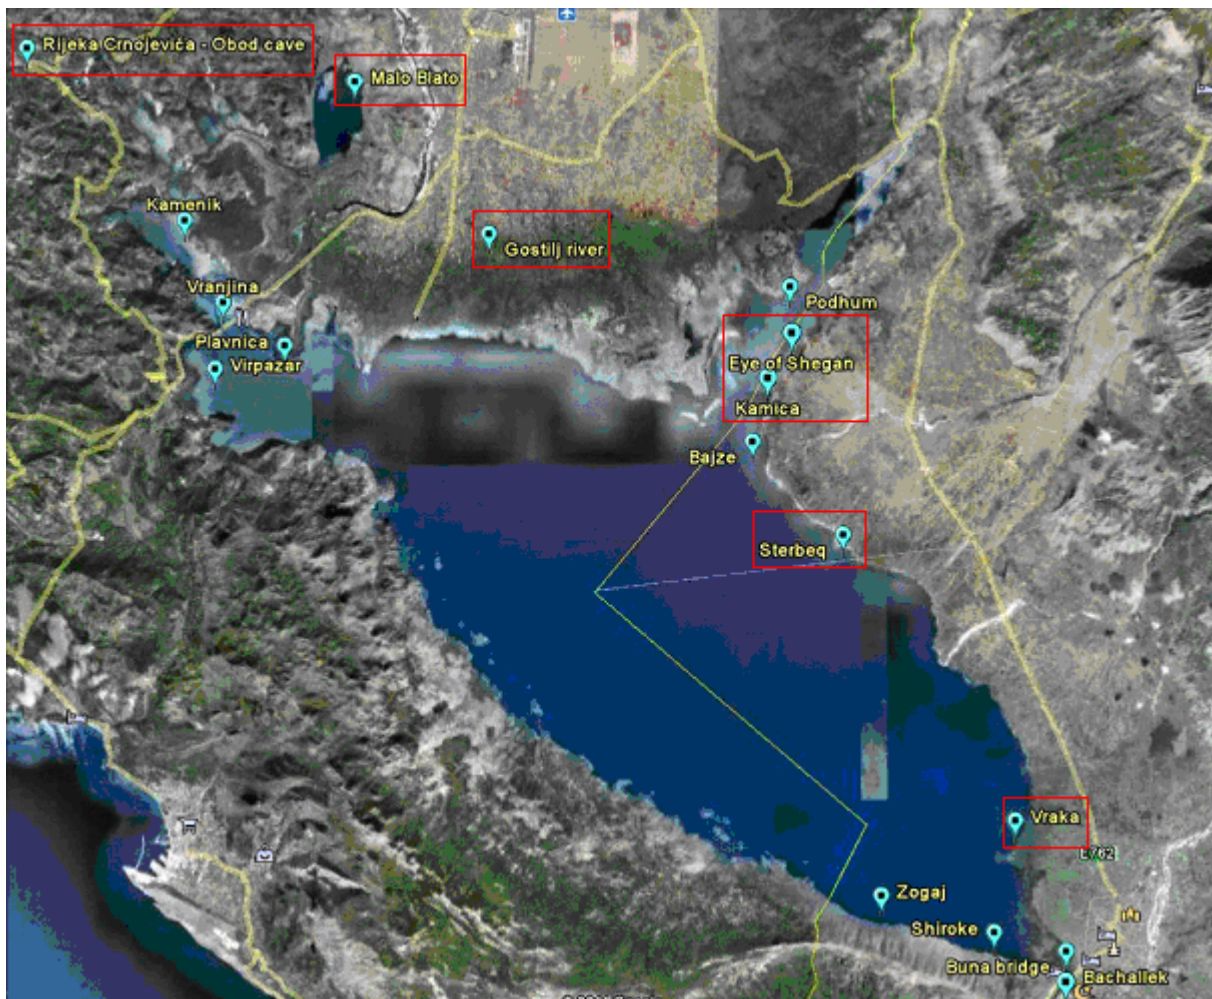 Rijeka Crnojevića - Obod cave
Malo Blato
Kamenik
Gostilj river
Vranjina
Podhum
Plavnica
Virpazar
Eye of Shegan
Kamica
Bajze
Sterbeq
Vraka
E762
Zogaj
Shiroke
Buna bridge
Bachallek